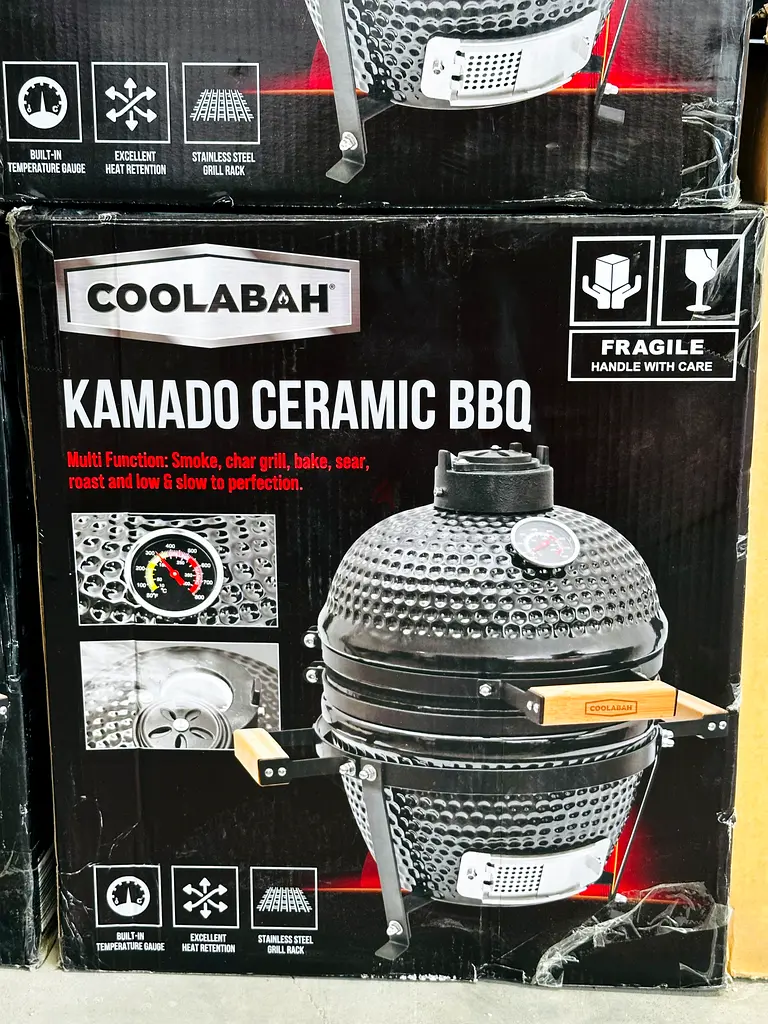 BUILT-IN
TEMPERATURE GAUGE
EXCELLENT
HEAT RETENTION
STAINLESS STEEL
GRILL RACK
COOLABAH®
FRAGILE
HANDLE WITH CARE
KAMADO CERAMIC BBQ
Multi Function: Smoke, char grill, bake, sear,
roast and low & slow to perfection.
COOLABAH
BUILT-IN
TEMPERATURE GAUGE
EXCELLENT
HEAT RETENTION
STAINLESS STEEL
GRILL RACK